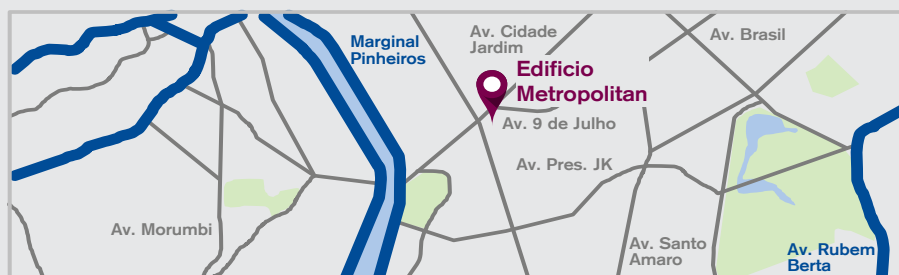 Av. Cidade
Jardim
Av. Brasil
Marginal
Pinheiros
Edificio
Metropolitan
Av. 9 de Julho
Av. Pres. JK
Av. Morumbi
Av. Santo
Amaro
Av. Rubem
Berta